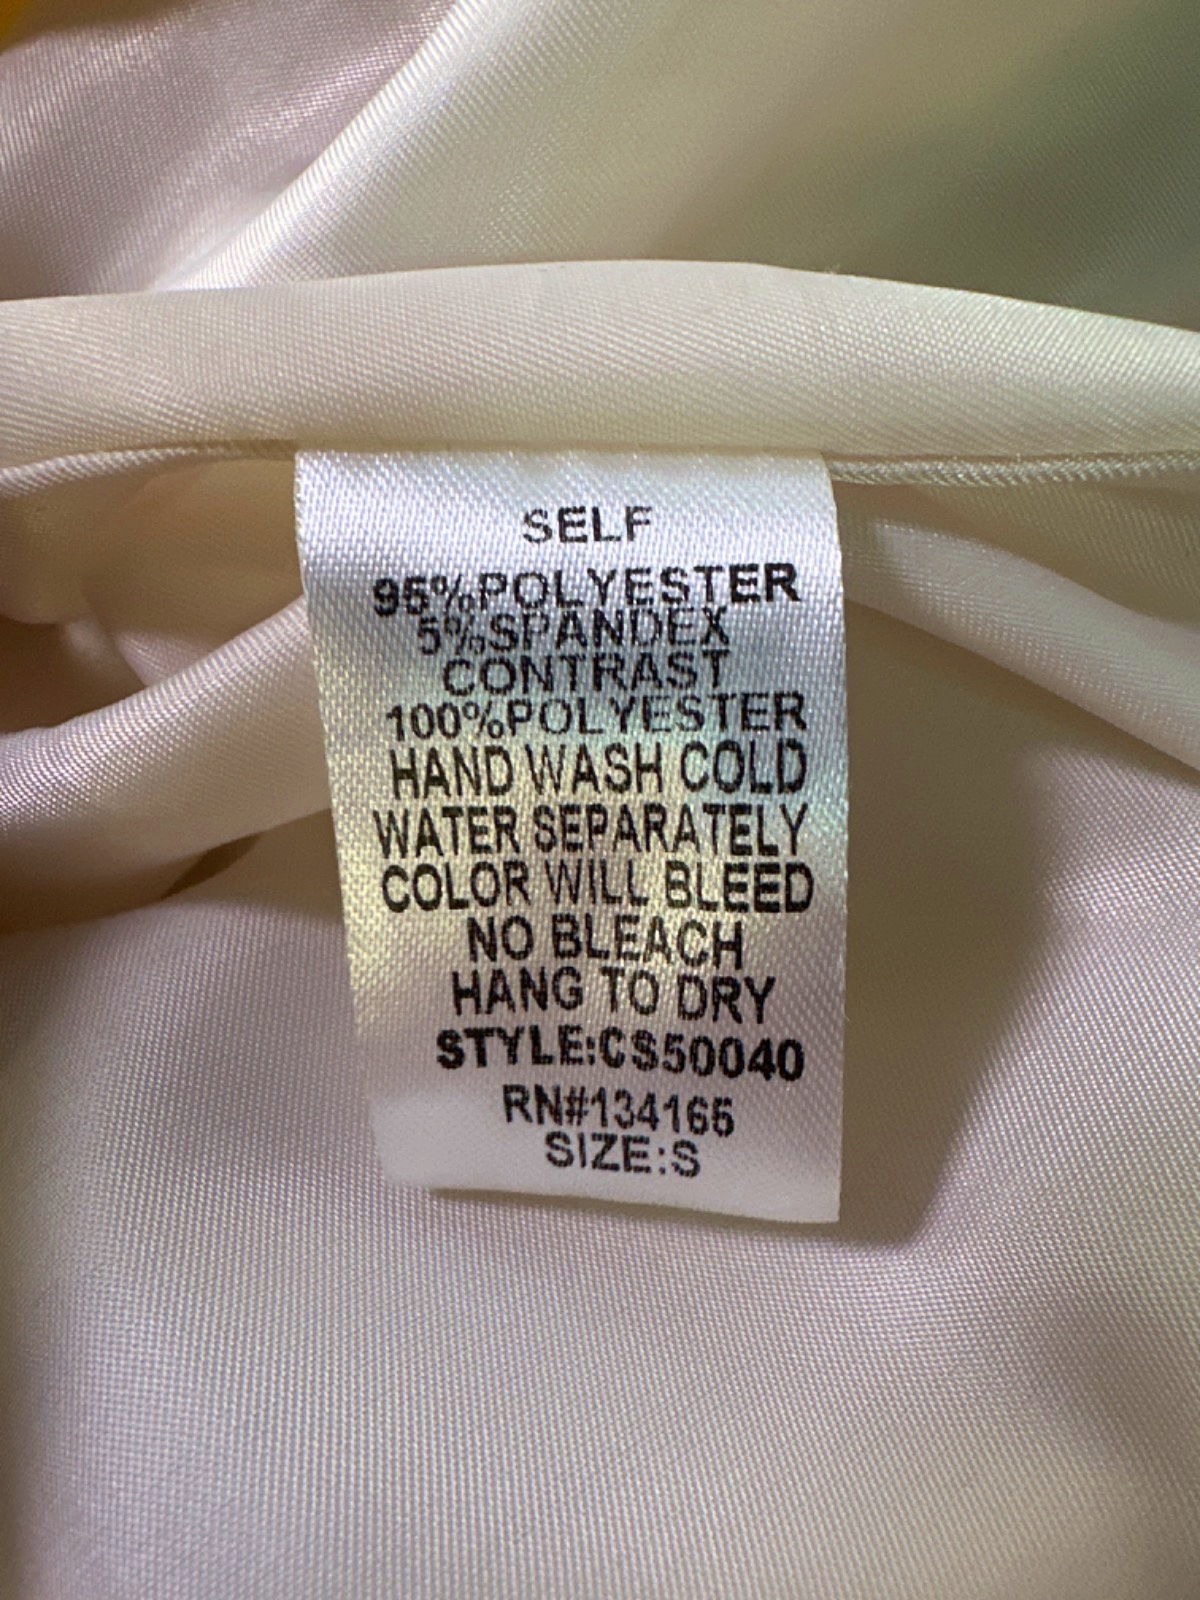 SELF
95%POLYESTER
5%SPANDEX
CONTRAST
100%POLYESTER
HAND WASH COLD
WATER SEPARATELY
COLOR WILL BLEED
NO BLEACH
HANG TO DRY
STYLE:CS50040
RN#134165
SIZE:S